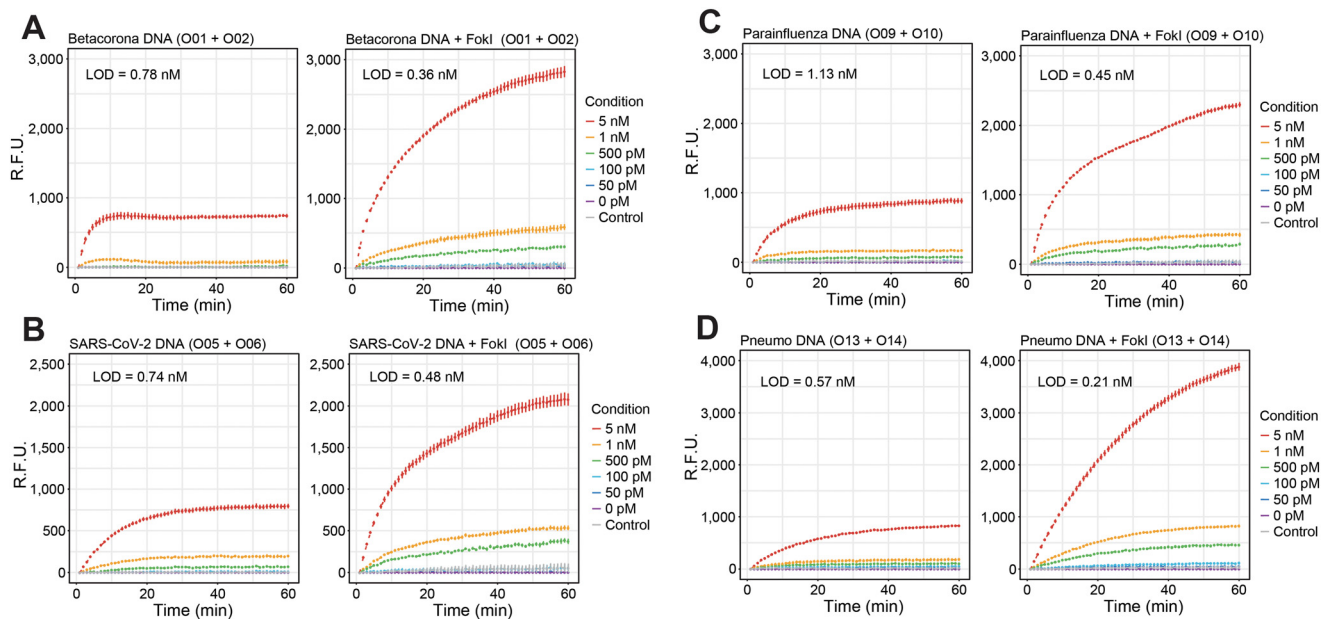 A
Betacorona DNA (O01 + O02)
3,000
2,000
1,000
0
R.F.U.
LOD = 0.78 nM
0 20 40 60
Time (min)
Betacorona DNA + FokI (O01 + O02)
3,000
2,000
1,000
0
LOD = 0.36 nM
0 20 40 60
Time (min)
Condition
5 nM
1 nM
500 pM
100 pM
50 pM
0 pM
Control
B
SARS-CoV-2 DNA (O05 + O06)
2,500
2,000
1,500
1,000
500
0
R.F.U.
LOD = 0.74 nM
0 20 40 60
Time (min)
SARS-CoV-2 DNA + FokI (O05 + O06)
2,500
2,000
1,500
1,000
500
0
LOD = 0.48 nM
0 20 40 60
Time (min)
Condition
5 nM
1 nM
500 pM
100 pM
50 pM
0 pM
Control
C
Parainfluenza DNA (O09 + O10)
3,000
2,000
1,000
0
R.F.U.
LOD = 1.13 nM
0 20 40 60
Time (min)
Parainfluenza DNA + FokI (O09 + O10)
3,000
2,000
1,000
0
LOD = 0.45 nM
0 20 40 60
Time (min)
Condition
5 nM
1 nM
500 pM
100 pM
50 pM
0 pM
Control
D
Pneumo DNA (O13 + O14)
4,000
3,000
2,000
1,000
0
R.F.U.
LOD = 0.57 nM
0 20 40 60
Time (min)
Pneumo DNA + FokI (O13 + O14)
4,000
3,000
2,000
1,000
0
LOD = 0.21 nM
0 20 40 60
Time (min)
Condition
5 nM
1 nM
500 pM
100 pM
50 pM
0 pM
Control